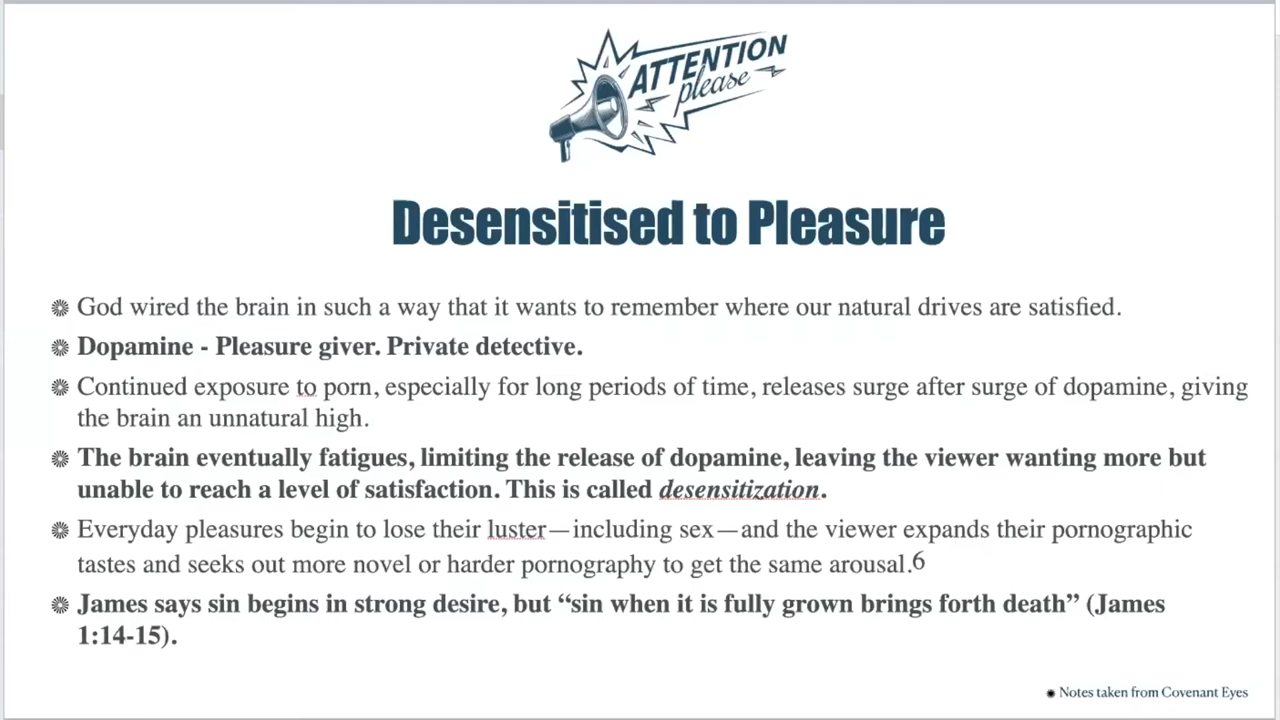 ATTENTION
please
Desensitised to Pleasure
God wired the brain in such a way that it wants to remember where our natural drives are satisfied.
Dopamine - Pleasure giver. Private detective.
Continued exposure to porn, especially for long periods of time, releases surge after surge of dopamine, giving
the brain an unnatural high.
The brain eventually fatigues, limiting the release of dopamine, leaving the viewer wanting more but
unable to reach a level of satisfaction. This is called desensitization.
Everyday pleasures begin to lose their luster—including sex—and the viewer expands their pornographic
tastes and seeks out more novel or harder pornography to get the same arousal.6
James says sin begins in strong desire, but “sin when it is fully grown brings forth death” (James
1:14-15).
Notes taken from Covenant Eyes